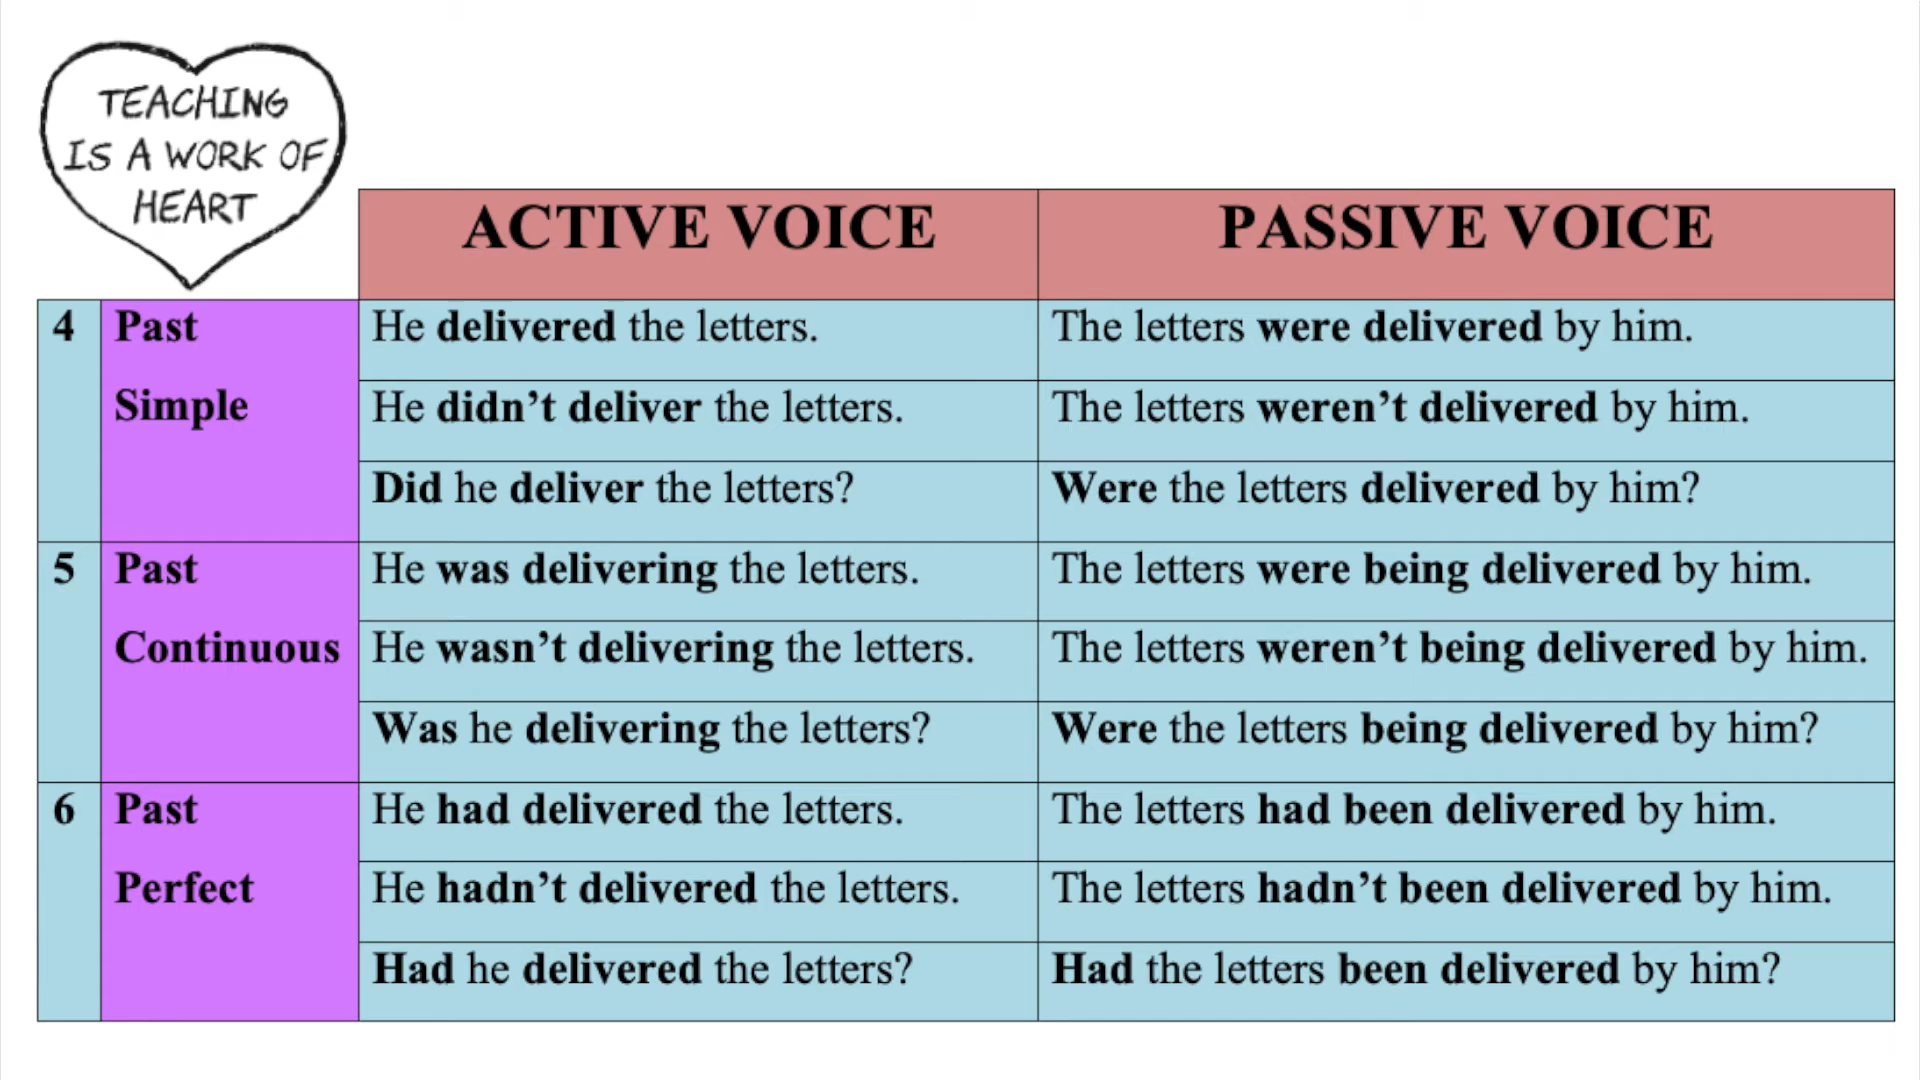 TEACHING
IS A WORK OF
HEART
ACTIVE VOICE
PASSIVE VOICE
4
Past
Simple
He delivered the letters.
The letters were delivered by him.
He didn’t deliver the letters.
The letters weren’t delivered by him.
Did he deliver the letters?
Were the letters delivered by him?
5
Past
Continuous
He was delivering the letters.
The letters were being delivered by him.
He wasn’t delivering the letters.
The letters weren’t being delivered by him.
Was he delivering the letters?
Were the letters being delivered by him?
6
Past
Perfect
He had delivered the letters.
The letters had been delivered by him.
He hadn’t delivered the letters.
The letters hadn’t been delivered by him.
Had he delivered the letters?
Had the letters been delivered by him?